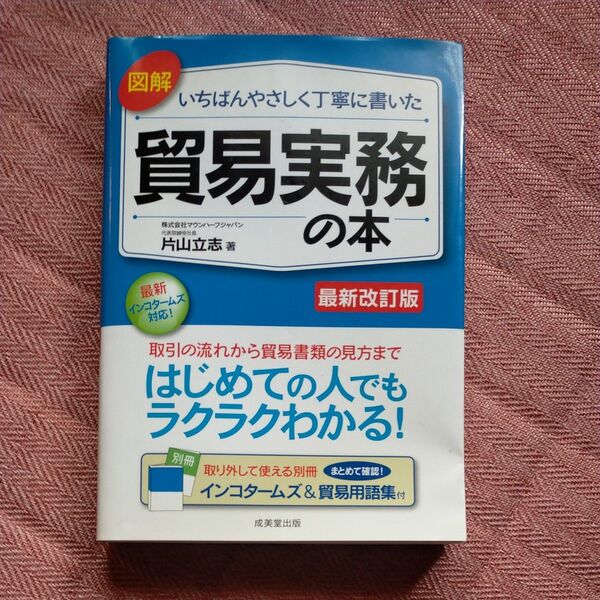 図解
いちばんやさしく丁寧に書いた
貿易実務
の本
株式会社マウンハーフジャパン
代表取締役社長
片山立志 著
最新
インコタームズ
対応!
最新改訂版
取引の流れから貿易書類の見方まで
はじめての人でも
ラクラクわかる!
別冊
取り外して使える別冊
まとめて確認!
インコタームズ&貿易用語集付
成美堂出版